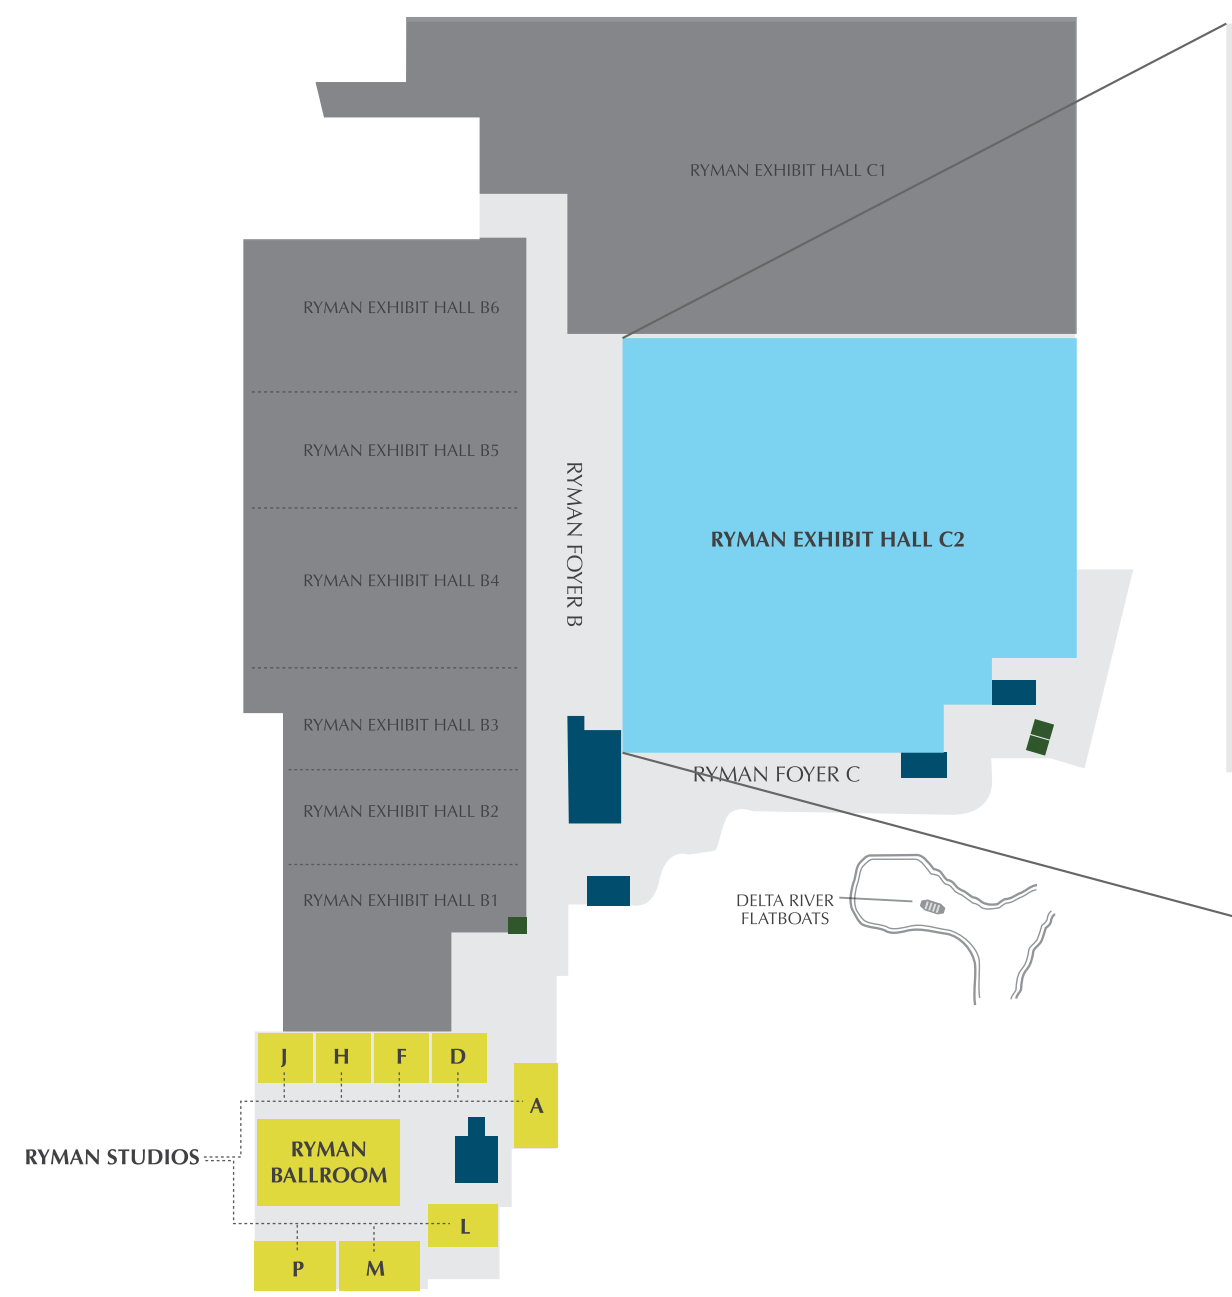 RYMAN EXHIBIT HALL C1
RYMAN EXHIBIT HALL B6
RYMAN EXHIBIT HALL B5
RYMAN FOYER B
RYMAN EXHIBIT HALL C2
RYMAN EXHIBIT HALL B4
RYMAN EXHIBIT HALL B3
RYMAN FOYER C
RYMAN EXHIBIT HALL B2
RYMAN EXHIBIT HALL B1
DELTA RIVER
FLATBOATS
J H F D
A
RYMAN STUDIOS
RYMAN
BALLROOM
L
P M